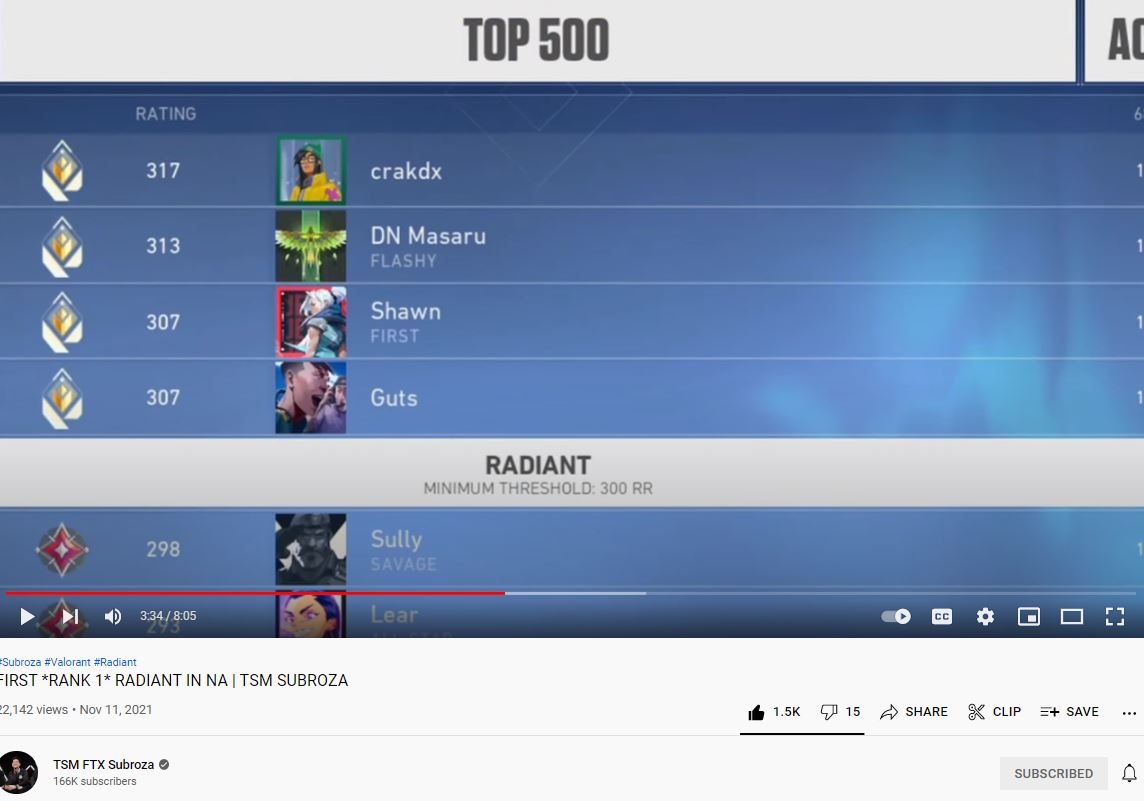 TOP 500
RATING
317 crakdx
313 DN Masaru
FLASHY
307 Shawn
FIRST
307 Guts
RADIANT
MINIMUM THRESHOLD: 300 RR
298 Sully
SAVAGE
293 Lear
3:34 / 8:05 CC
#Subroza #Valorant #Radiant
FIRST *RANK 1* RADIANT IN NA | TSM SUBROZA
22,142 views • Nov 11, 2021
1.5K 15 SHARE CLIP SAVE ...
TSM FTX Subroza
166K subscribers
SUBSCRIBED